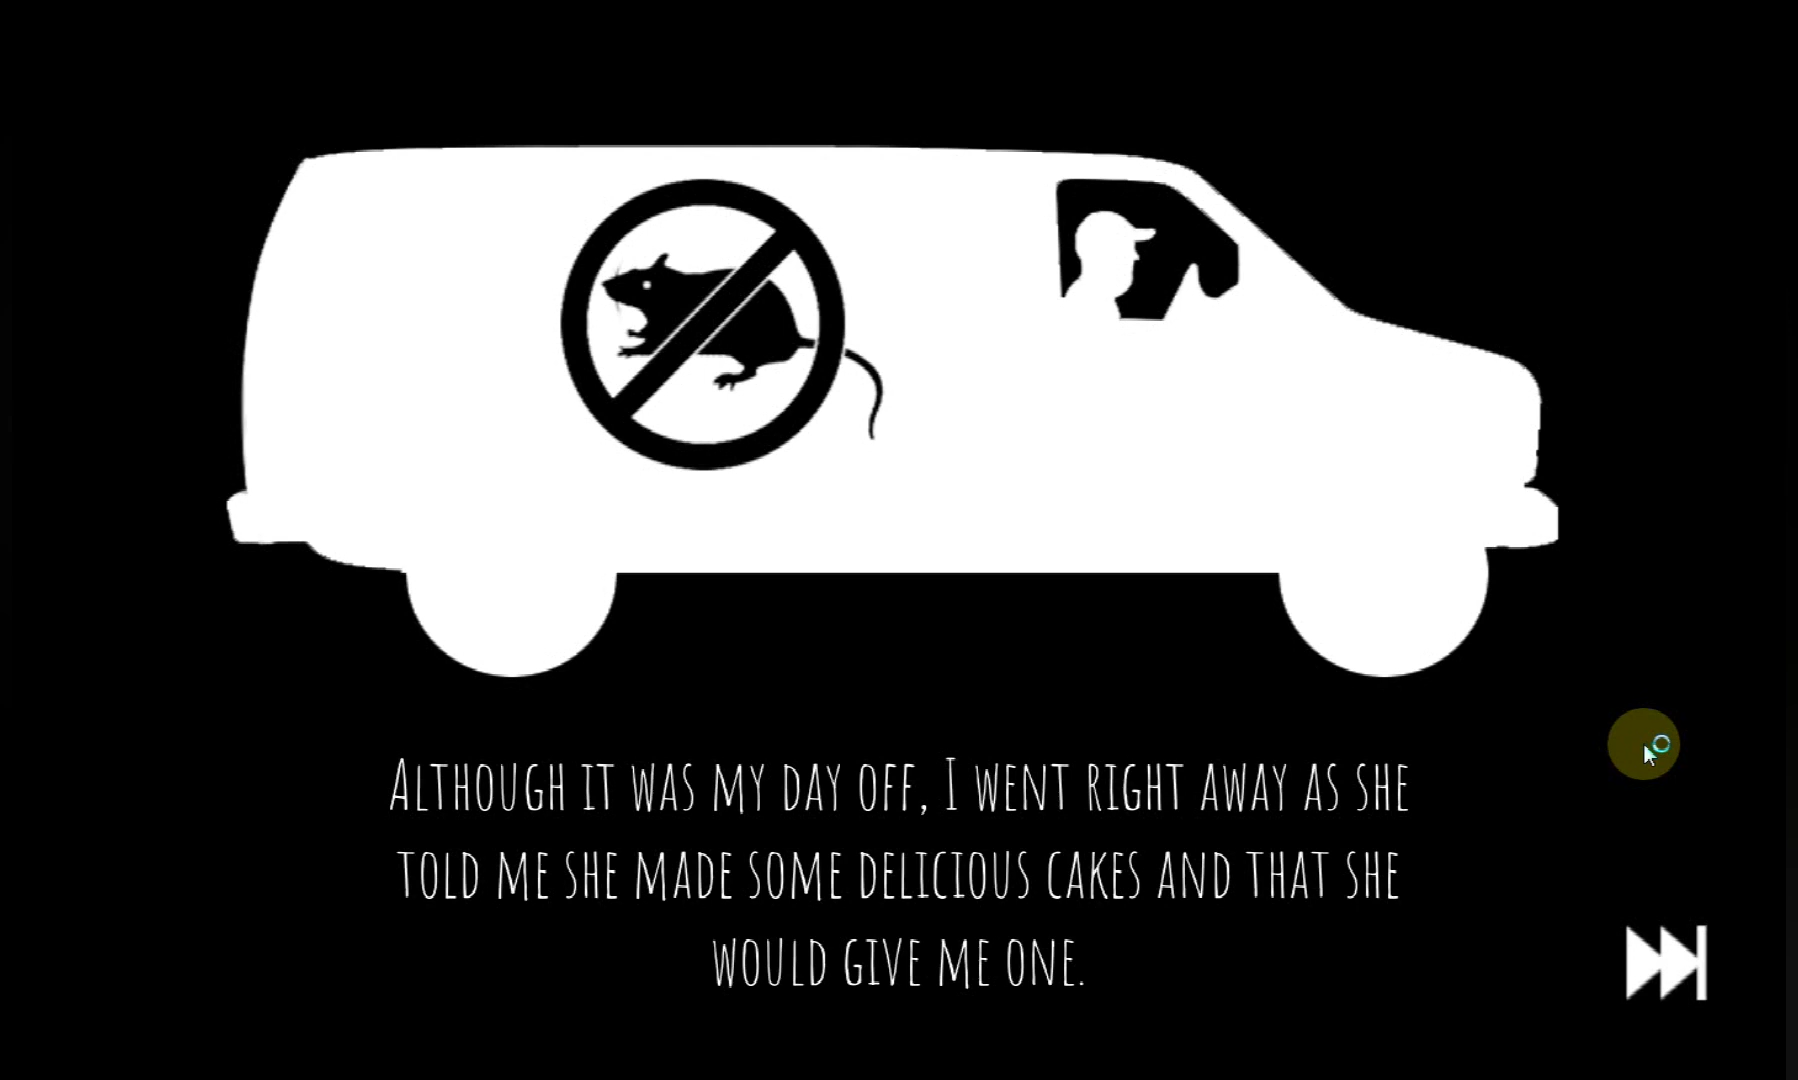 Although it was my day off, I went right away as she
told me she made some delicious cakes and that she
would give me one.